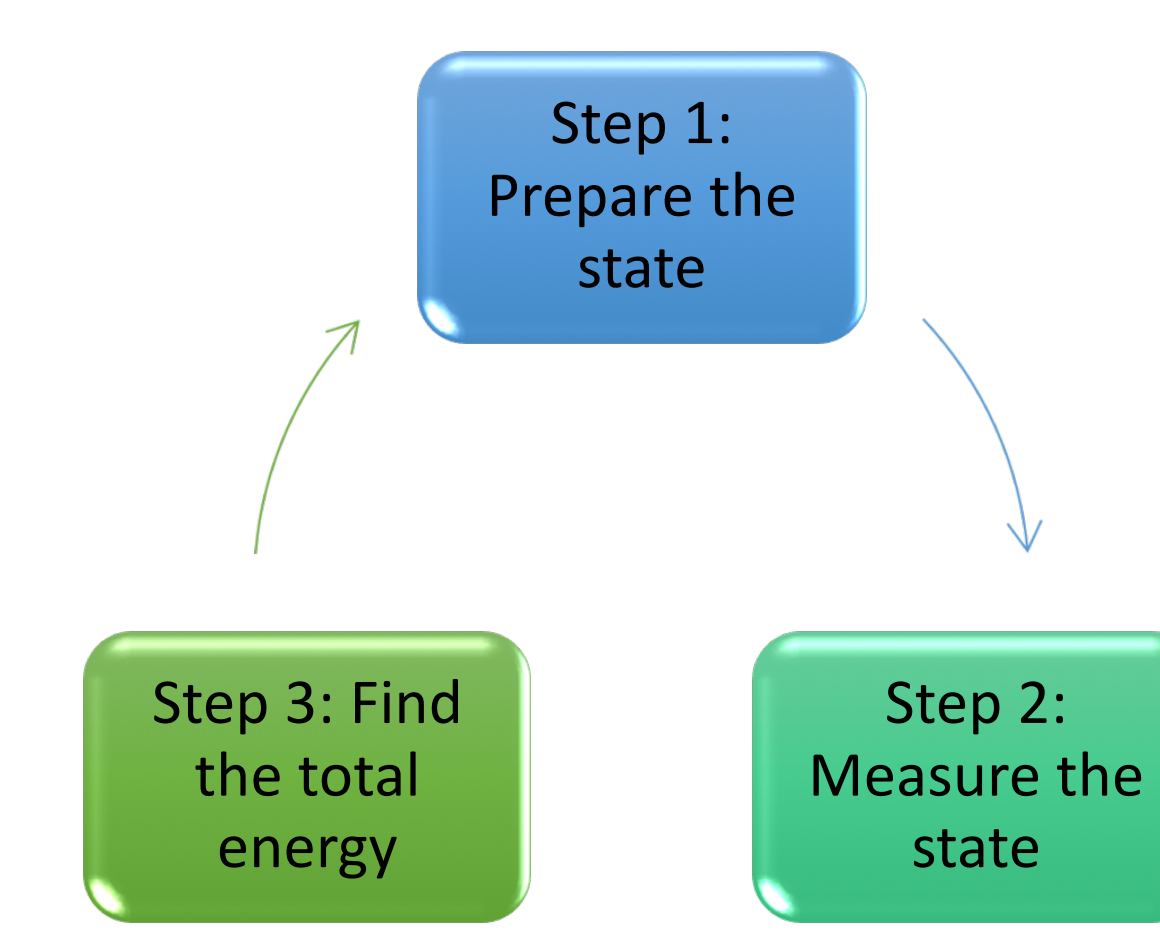 Step 1:
Prepare the
state
Step 3: Find
the total
energy
Step 2:
Measure the
state